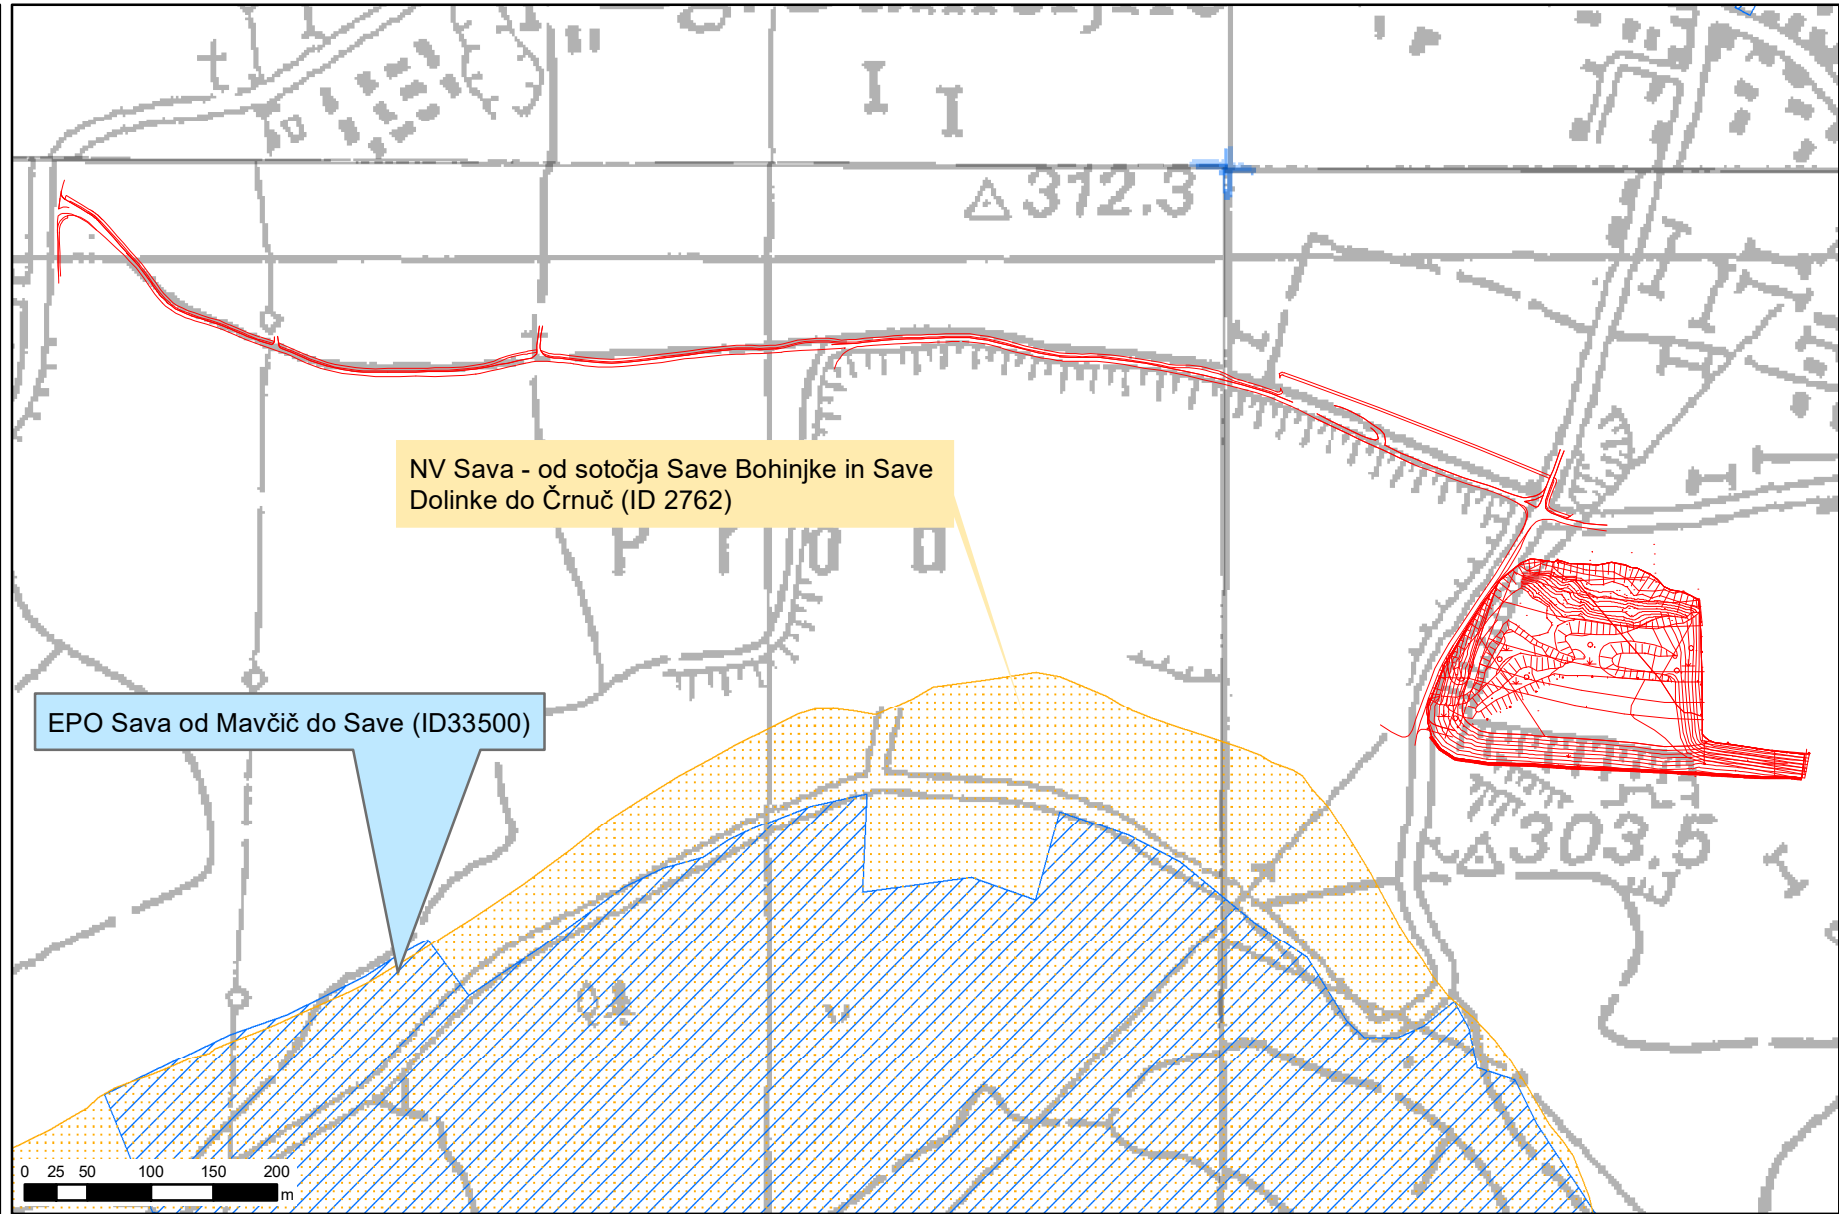 312.3
NV Sava - od sotočja Save Bohinjke in Save
Dolinke do Črnuč (ID 2762)
P r o d
EPO Sava od Mavčič do Save (ID33500)
303.5
0 25 50 100 150 200
m